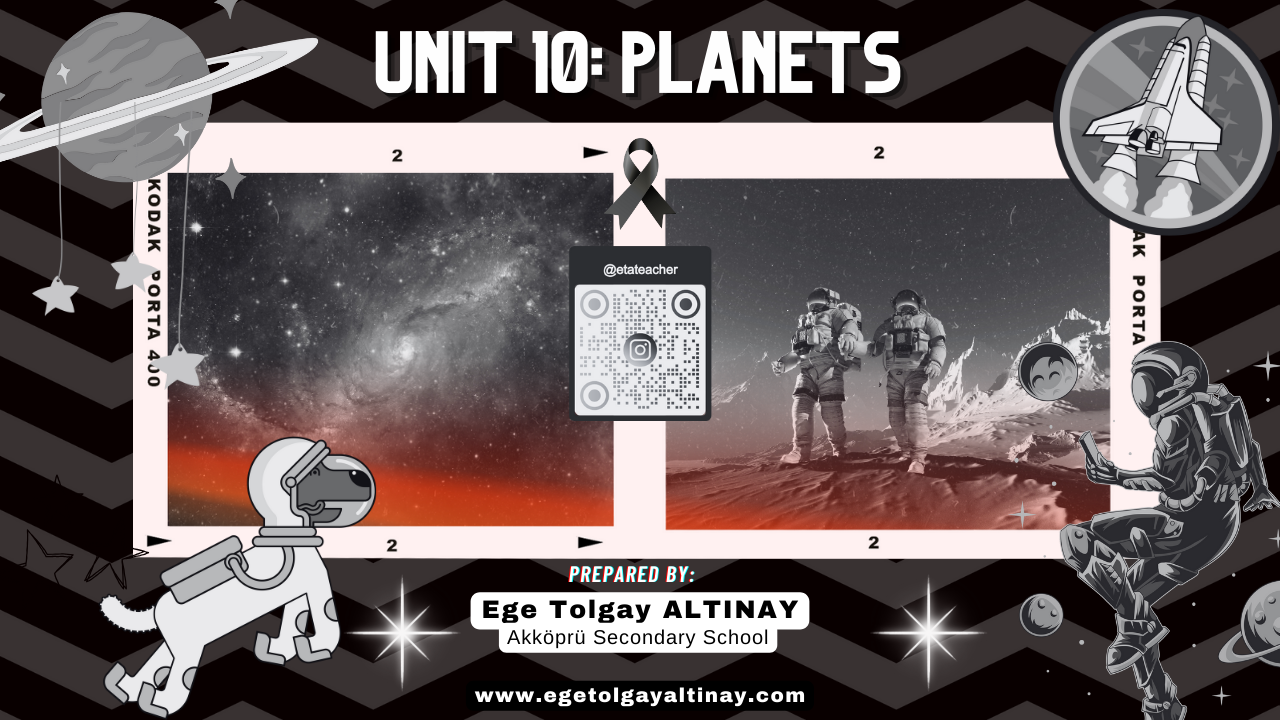 UNIT 10: PLANETS
2
2
KODAK PORTA 400
@etateacher
AK PORTA
2
2
PREPARED BY:
Ege Tolgay ALTINAY
Akköprü Secondary School
www.egetolgayaltinay.com